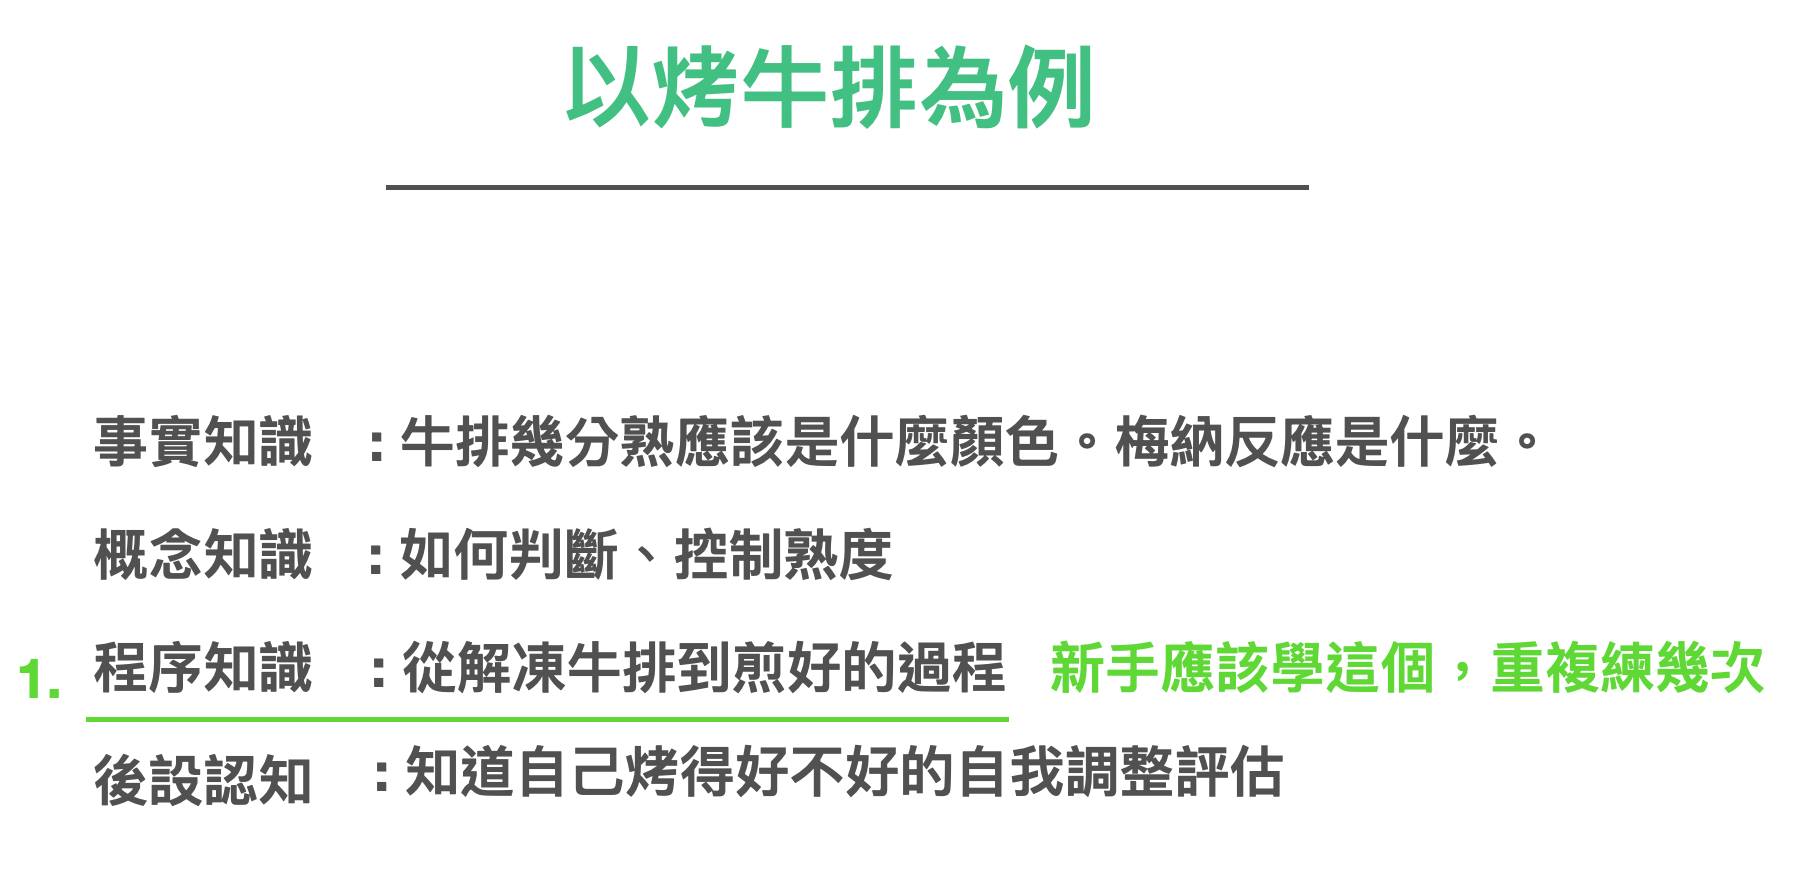 以烤牛排為例
事實知識 : 牛排幾分熟應該是什麼顏色。梅納反應是什麼。
概念知識 : 如何判斷、控制熟度
1. 程序知識 : 從解凍牛排到煎好的過程 新手應該學這個，重複練幾次
後設認知 : 知道自己烤得好不好的自我調整評估